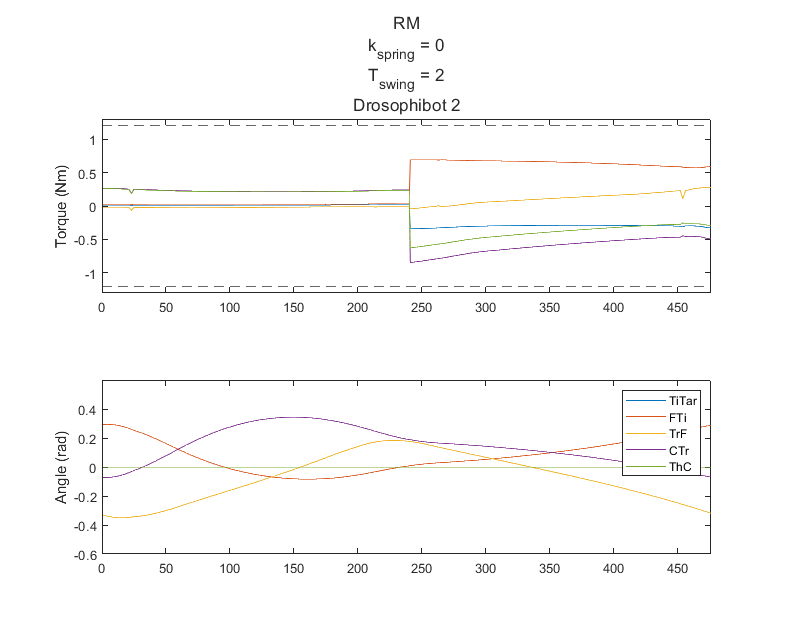 RM
k_spring = 0
T_swing = 2
Drosophibot 2
Torque (Nm)
1
0.5
0
-0.5
-1
0 50 100 150 200 250 300 350 400 450
Angle (rad)
0.4
0.2
0
-0.2
-0.4
-0.6
TiTar
FTi
TrF
CTr
ThC
0 50 100 150 200 250 300 350 400 450